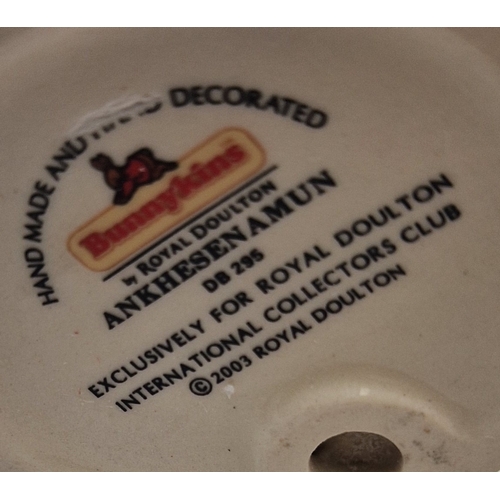 HAND MADE AND HAND DECORATED
Bunnykins
by ROYAL DOULTON
ANKHESENAMUN
DB 295
EXCLUSIVELY FOR ROYAL DOULTON
INTERNATIONAL COLLECTORS CLUB
© 2003 ROYAL DOULTON